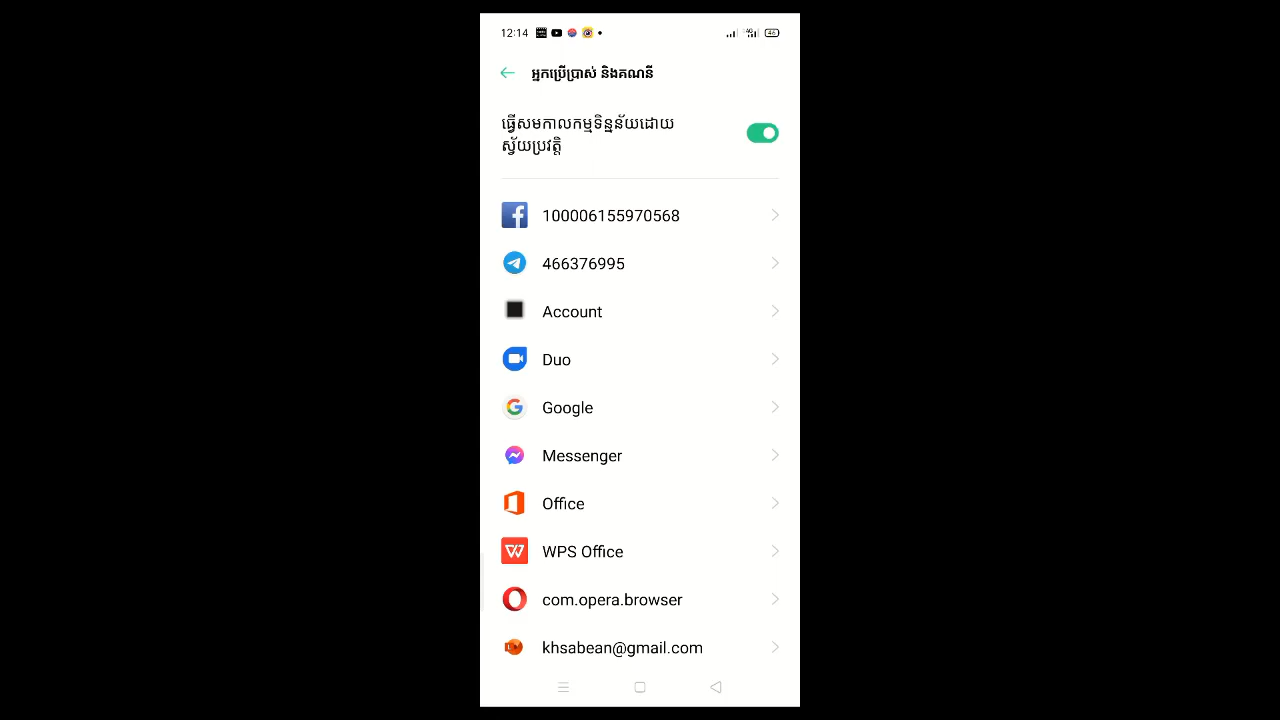 12:14
46
អ្នកប្រើប្រាស់ និងគណនី
ធ្វើសមកាលកម្មទិន្នន័យដោយ
ស្វ័យប្រវត្តិ
100006155970568
466376995
Account
Duo
Google
Messenger
Office
WPS Office
com.opera.browser
khsabean@gmail.com